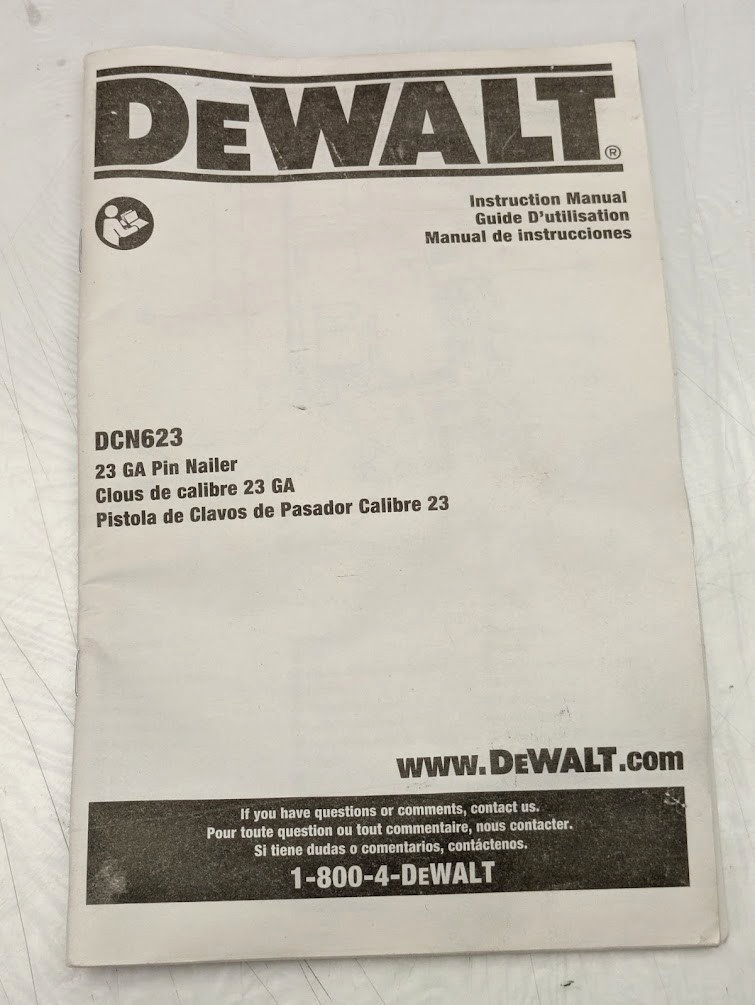 DEWALT®
Instruction Manual
Guide D'utilisation
Manual de instrucciones
DCN623
23 GA Pin Nailer
Clous de calibre 23 GA
Pistola de Clavos de Pasador Calibre 23
www.DEWALT.com
If you have questions or comments, contact us.
Pour toute question ou tout commentaire, nous contacter.
Si tiene dudas o comentarios, contáctenos.
1-800-4-DEWALT